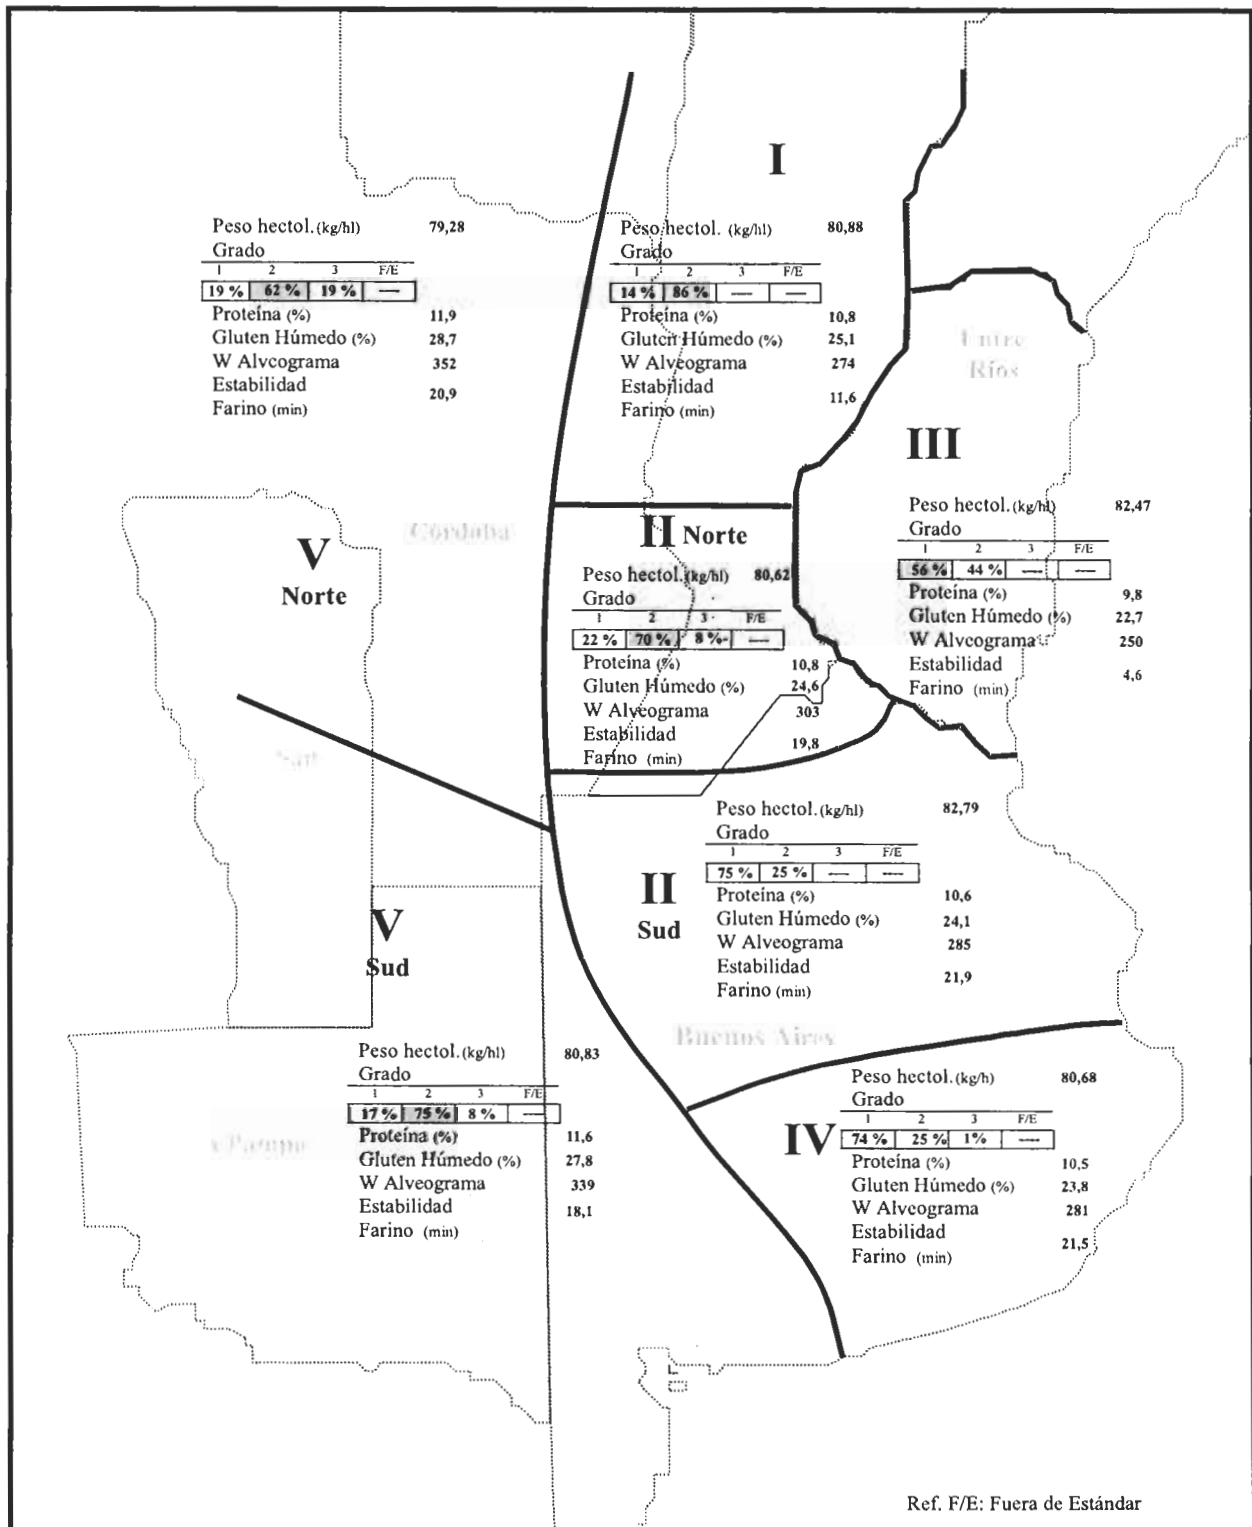 I
Peso hectol. (kg/hl) 79,28
Grado
1 2 3 F/E
19 % 62 % 19 % —
Proteína (%) 11,9
Gluten Húmedo (%) 28,7
W Alveograma 352
Estabilidad
Farino (min) 20,9
Peso hectol. (kg/hl) 80,88
Grado
1 2 3 F/E
14 % 86 % — —
Proteína (%) 10,8
Gluten Húmedo (%) 25,1
W Alveograma 274
Estabilidad
Farino (min) 11,6
Entre
Ríos
III
Peso hectol. (kg/hl) 82,47
Grado
1 2 3 F/E
56 % 44 % — —
Proteína (%) 9,8
Gluten Húmedo (%) 22,7
W Alveograma 250
Estabilidad
Farino (min) 4,6
V
Norte
Córdoba
II Norte
Peso hectol. (kg/hl) 80,62
Grado
1 2 3 F/E
22 % 70 % 8 % —
Proteína (%) 10,8
Gluten Húmedo (%) 24,6
W Alveograma 303
Estabilidad
Farino (min) 19,8
II
Sud
Peso hectol. (kg/hl) 82,79
Grado
1 2 3 F/E
75 % 25 % — —
Proteína (%) 10,6
Gluten Húmedo (%) 24,1
W Alveograma 285
Estabilidad
Farino (min) 21,9
V
Sud
Buenos Aires
Peso hectol. (kg/hl) 80,83
Grado
1 2 3 F/E
17 % 75 % 8 % —
Proteína (%) 11,6
Gluten Húmedo (%) 27,8
W Alveograma 339
Estabilidad
Farino (min) 18,1
Pampa
IV
Peso hectol. (kg/h) 80,68
Grado
1 2 3 F/E
74 % 25 % 1% —
Proteína (%) 10,5
Gluten Húmedo (%) 23,8
W Alveograma 281
Estabilidad
Farino (min) 21,5
Ref. F/E: Fuera de Estándar